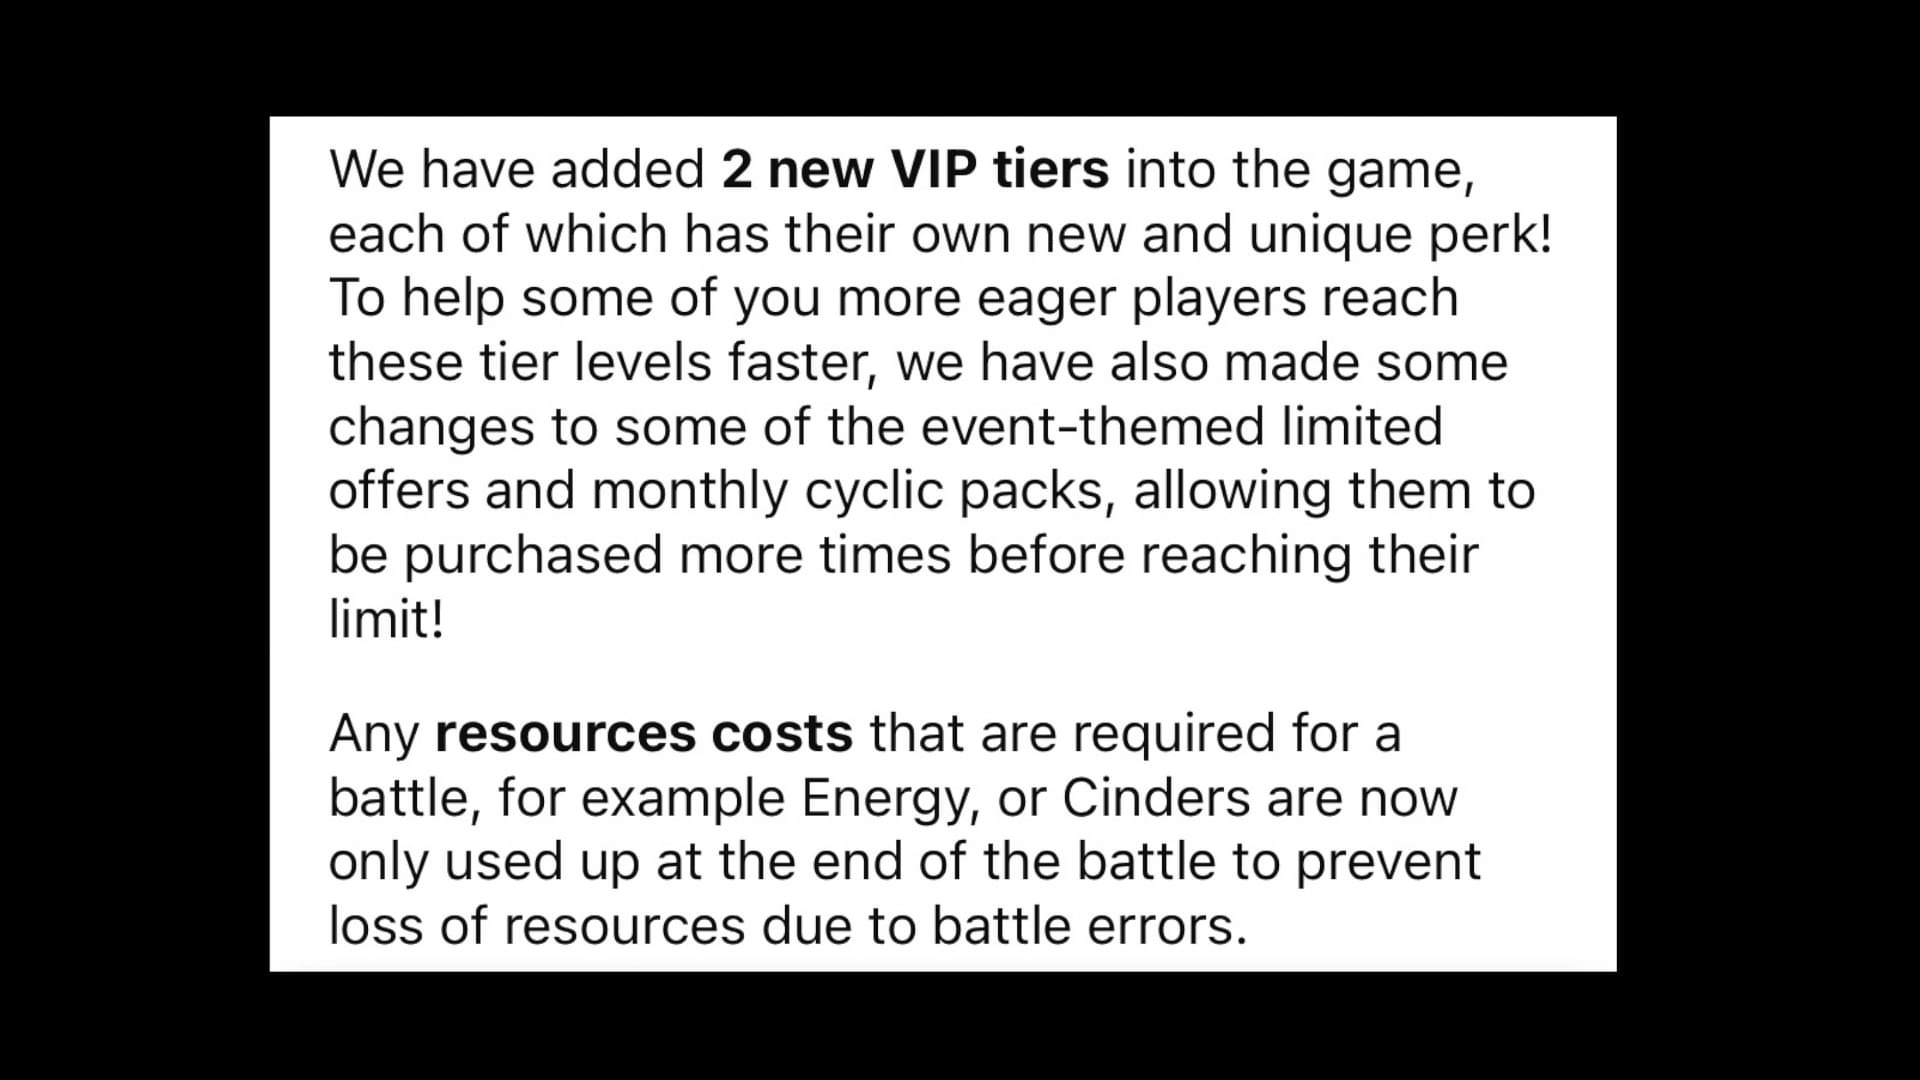 We have added 2 new VIP tiers into the game,
each of which has their own new and unique perk!
To help some of you more eager players reach
these tier levels faster, we have also made some
changes to some of the event-themed limited
offers and monthly cyclic packs, allowing them to
be purchased more times before reaching their
limit!
Any resources costs that are required for a
battle, for example Energy, or Cinders are now
only used up at the end of the battle to prevent
loss of resources due to battle errors.